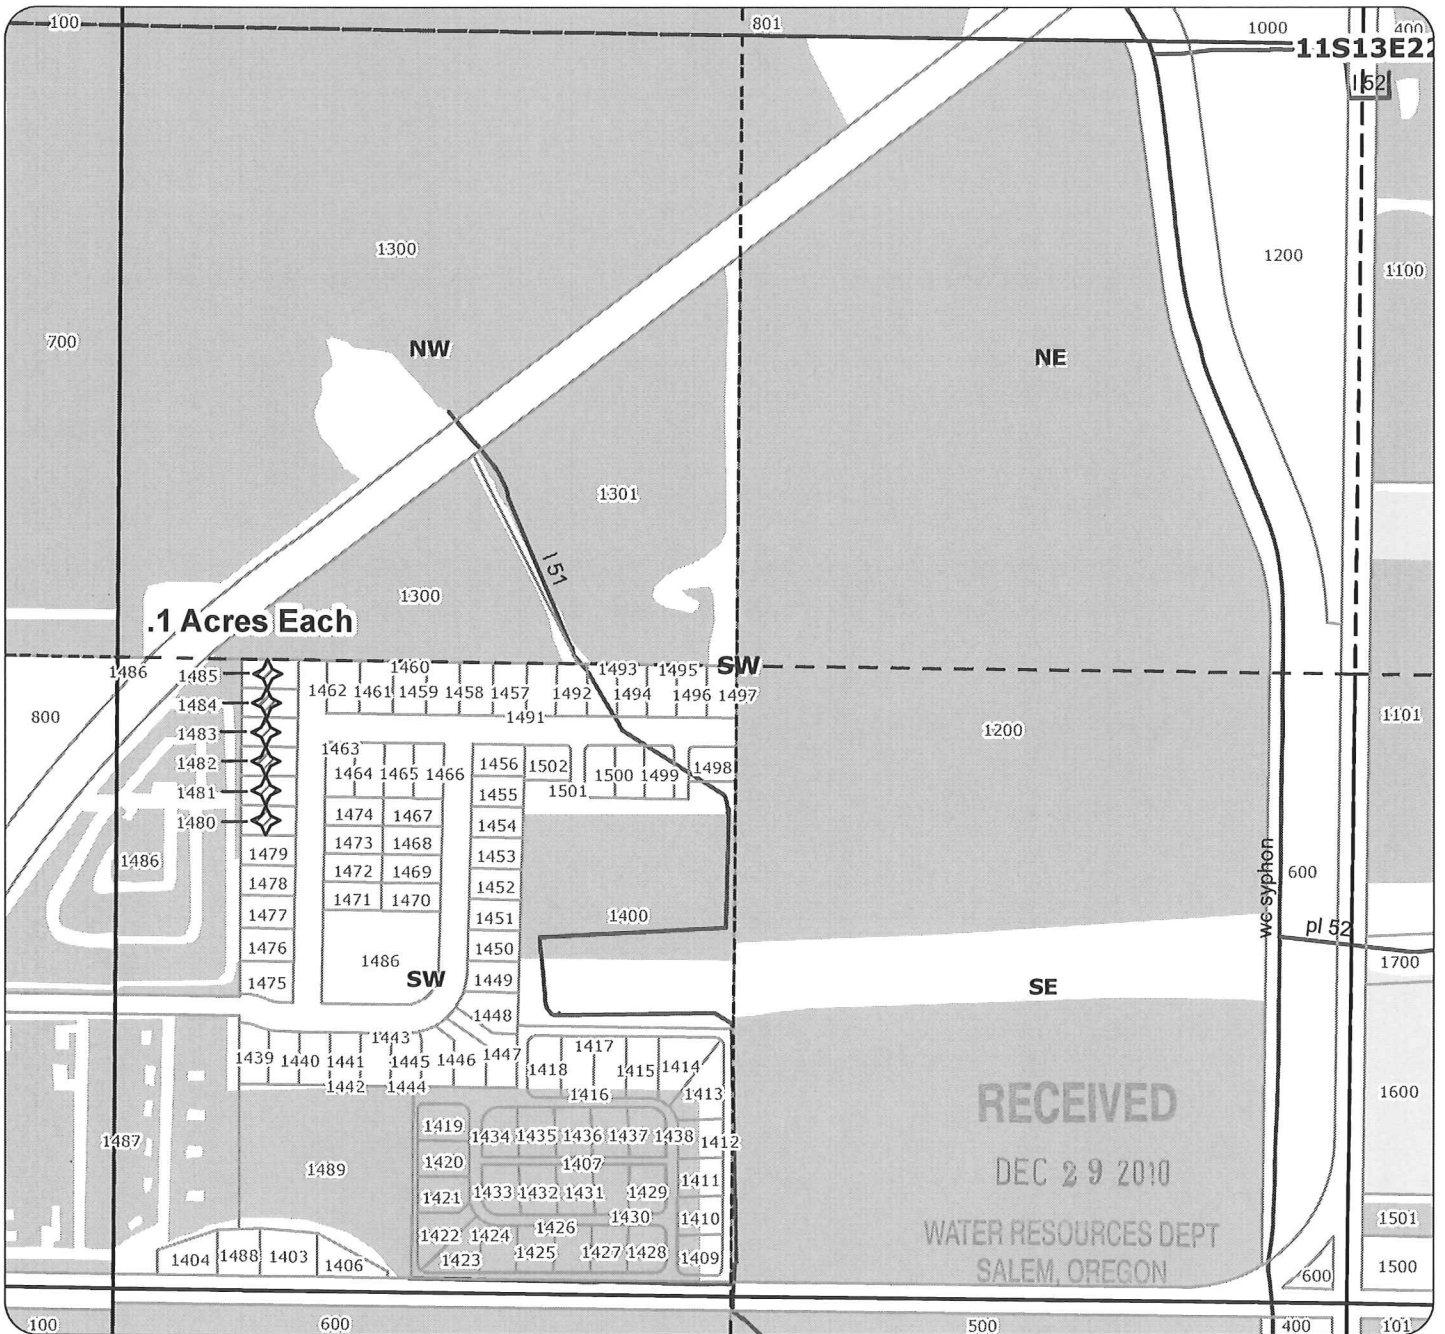 100 801 1000 400
11S13E22
l 52
1300 1200 1100
700 NW NE
1301
l 51
1300
.1 Acres Each
1486 1485 1460 1493 1495 SW
1462 1461 1459 1458 1457 1492 1494 1496 1497
1484
800 1491 1200 1101
1483
1463
1482 1464 1465 1466 1456 1502 1500 1499 1498
1481 1455 1501
1480 1474 1467 1454
1486 1479 1473 1468 1453
1478 1472 1469 1452 wc syphon 600
1477 1471 1470 1451 1400 pl 52
1476 1486 1450 1700
1475 SW 1449 SE
1448
1443 1417
1439 1440 1441 1445 1446 1447 1418 1415 1414
1442 1444 1416 1413 1600
RECEIVED
1419 1434 1435 1436 1437 1438 1412
1487 1420 1407
1489 DEC 29 2010
1421 1433 1432 1431 1429 1411
1430 1410 1501
1422 1424 1426
WATER RESOURCES DEPT
1404 1488 1403 1406 1423 1425 1427 1428 1409
SALEM, OREGON
600 1500
100 600 500 400 101